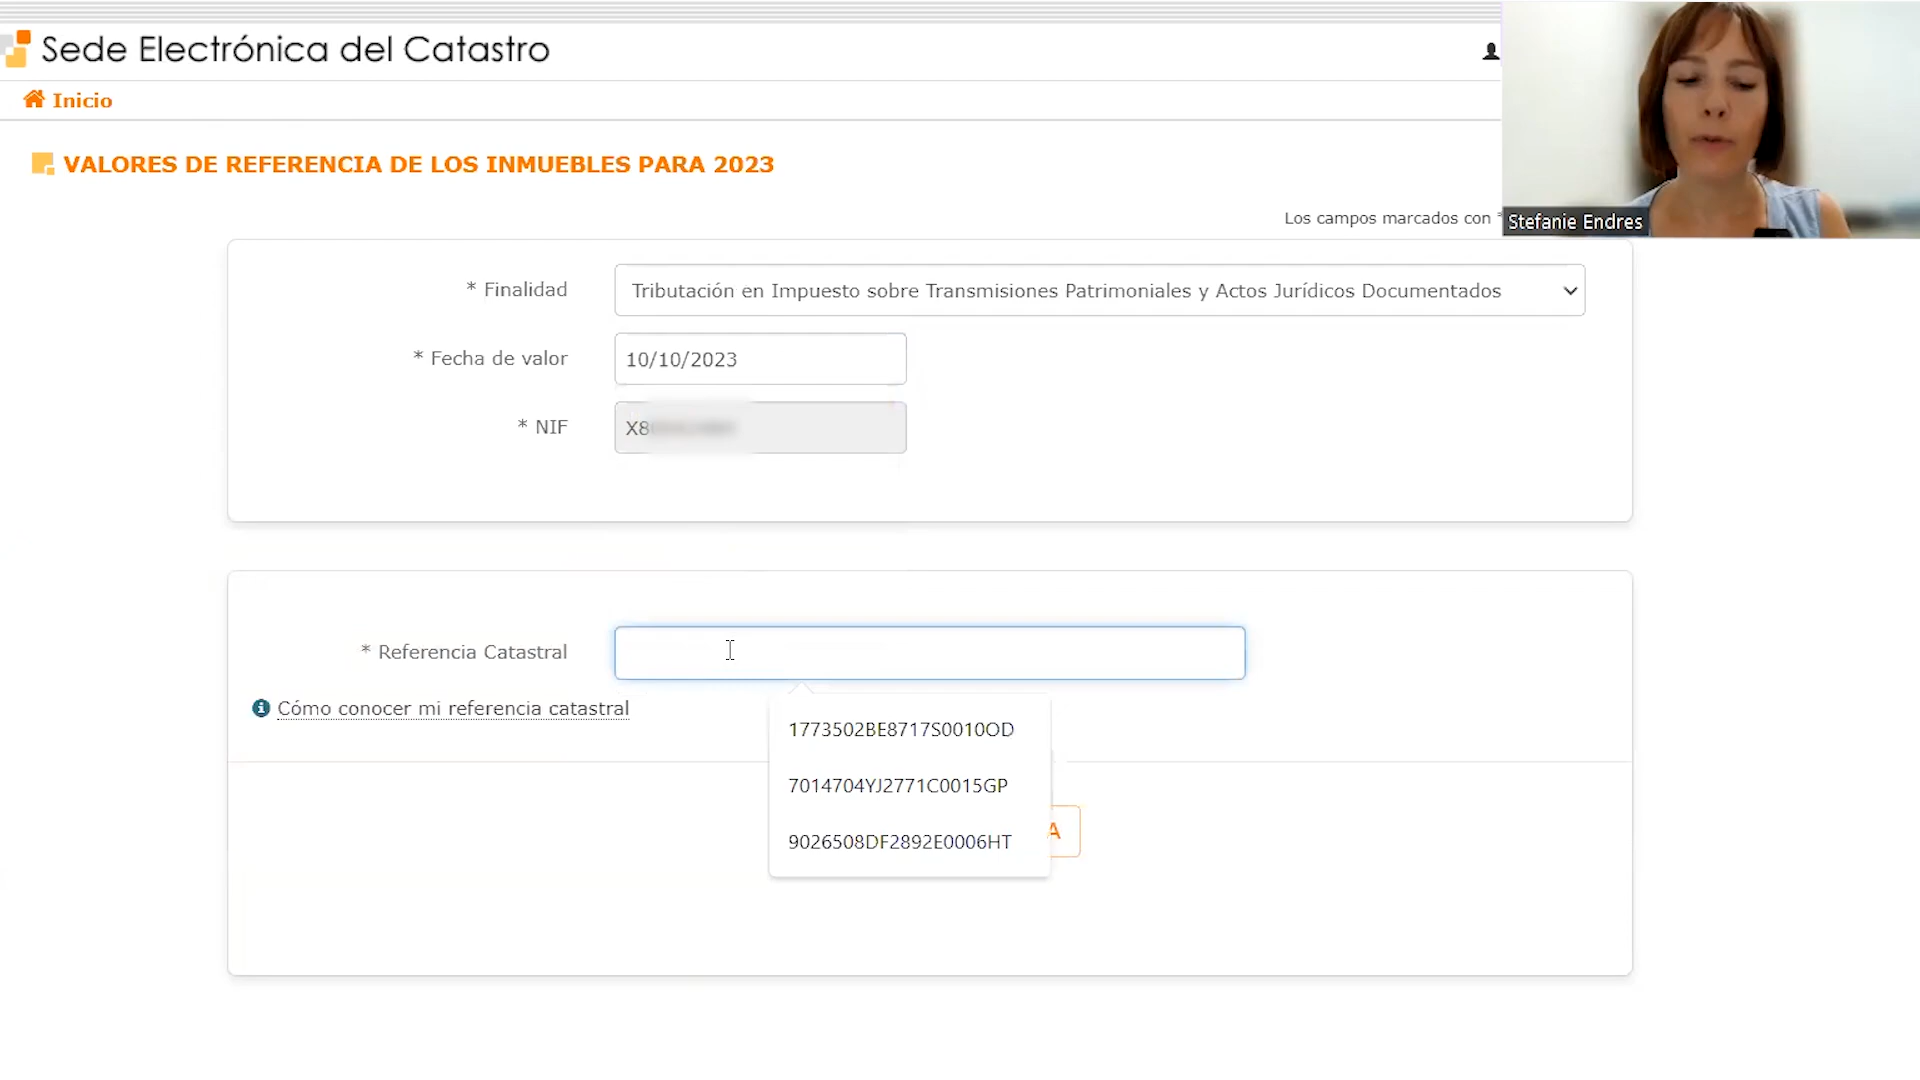 Sede Electrónica del Catastro
Inicio
VALORES DE REFERENCIA DE LOS INMUEBLES PARA 2023
Los campos marcados con *
Stefanie Endres
* Finalidad
Tributación en Impuesto sobre Transmisiones Patrimoniales y Actos Jurídicos Documentados
* Fecha de valor
10/10/2023
* NIF
X8
* Referencia Catastral
Cómo conocer mi referencia catastral
1773502BE8717S0010OD
7014704YJ2771C0015GP
9026508DF2892E0006HT
A